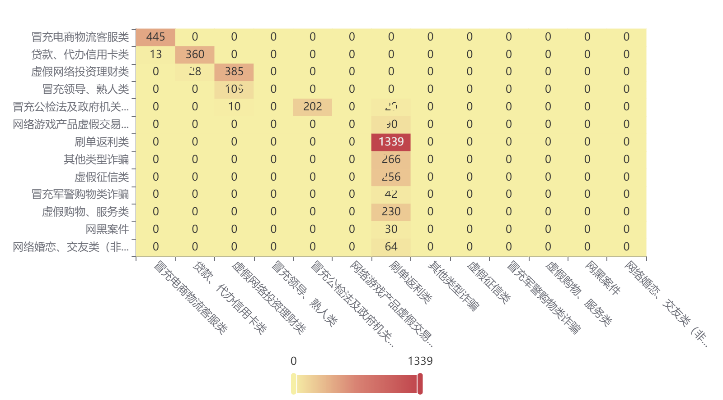 冒充电商物流客服类 445 0 0 0 0 0 0 0 0 0 0 0 0
贷款、代办信用卡类 13 360 0 0 0 0 0 0 0 0 0 0 0
虚假网络投资理财类 0 28 385 0 0 0 0 0 0 0 0 0 0
冒充领导、熟人类 0 0 0 0 0 0 0 0 0 0 0 0
冒充公检法及政府机关... 0 0 10 0 202 0 0 0 0 0 0 0
网络游戏产品虚假交易... 0 0 0 0 0 0 90 0 0 0 0 0 0
刷单返利类 0 0 0 0 0 0 1339 0 0 0 0 0 0
其他类型诈骗 0 0 0 0 0 0 266 0 0 0 0 0 0
虚假征信类 0 0 0 0 0 0 256 0 0 0 0 0 0
冒充军警购物类诈骗 0 0 0 0 0 0 42 0 0 0 0 0 0
虚假购物、服务类 0 0 0 0 0 0 230 0 0 0 0 0 0
网黑案件 0 0 0 0 0 0 30 0 0 0 0 0 0
网络婚恋、交友类（非... 0 0 0 0 0 0 64 0 0 0 0 0 0
冒充电商物流客服类
贷款、代办信用卡类
虚假网络投资理财类
冒充领导、熟人类
冒充公检法及政府机关...
网络游戏产品虚假交易...
刷单返利类
其他类型诈骗
虚假征信类
冒充军警购物类诈骗
虚假购物、服务类
网黑案件
网络婚恋、交友类（非...
0 1339